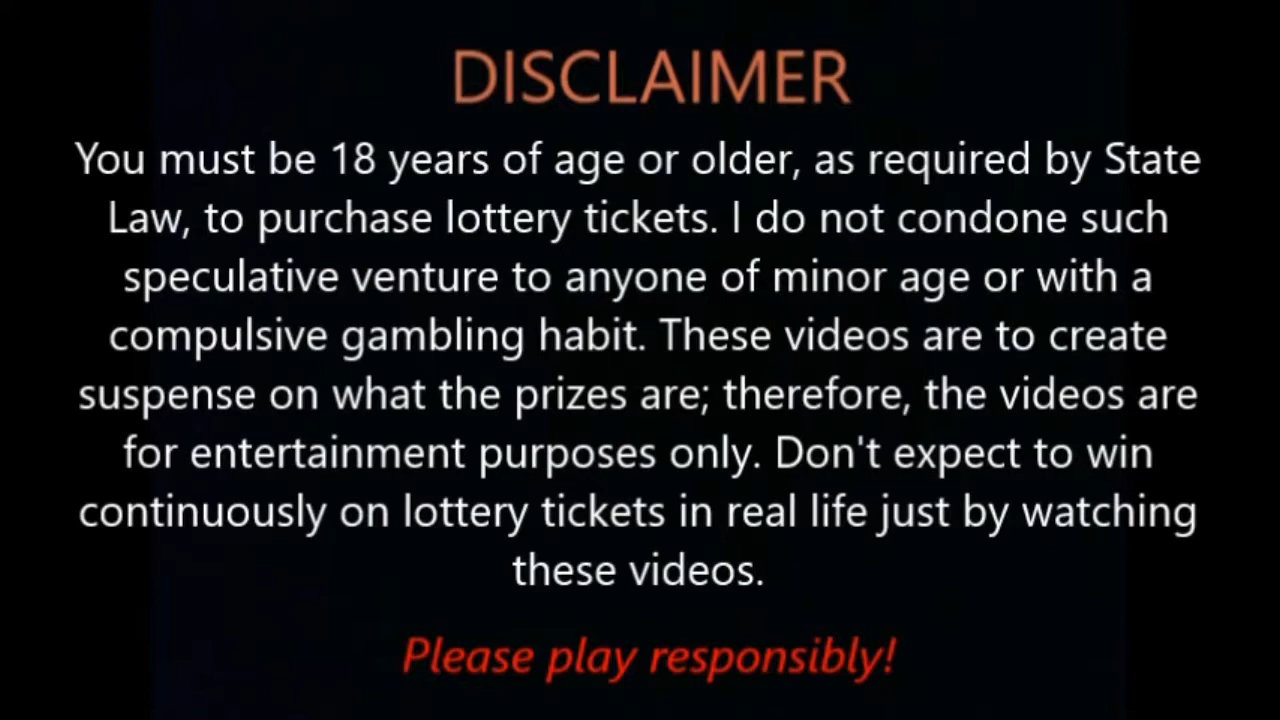 DISCLAIMER
You must be 18 years of age or older, as required by State
Law, to purchase lottery tickets. I do not condone such
speculative venture to anyone of minor age or with a
compulsive gambling habit. These videos are to create
suspense on what the prizes are; therefore, the videos are
for entertainment purposes only. Don't expect to win
continuously on lottery tickets in real life just by watching
these videos.
Please play responsibly!